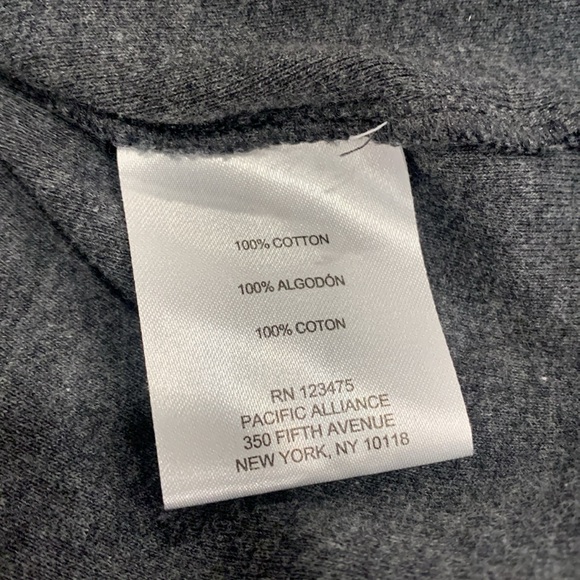 100% COTTON
100% ALGODÓN
100% COTON
RN 123475
PACIFIC ALLIANCE
350 FIFTH AVENUE
NEW YORK, NY 10118